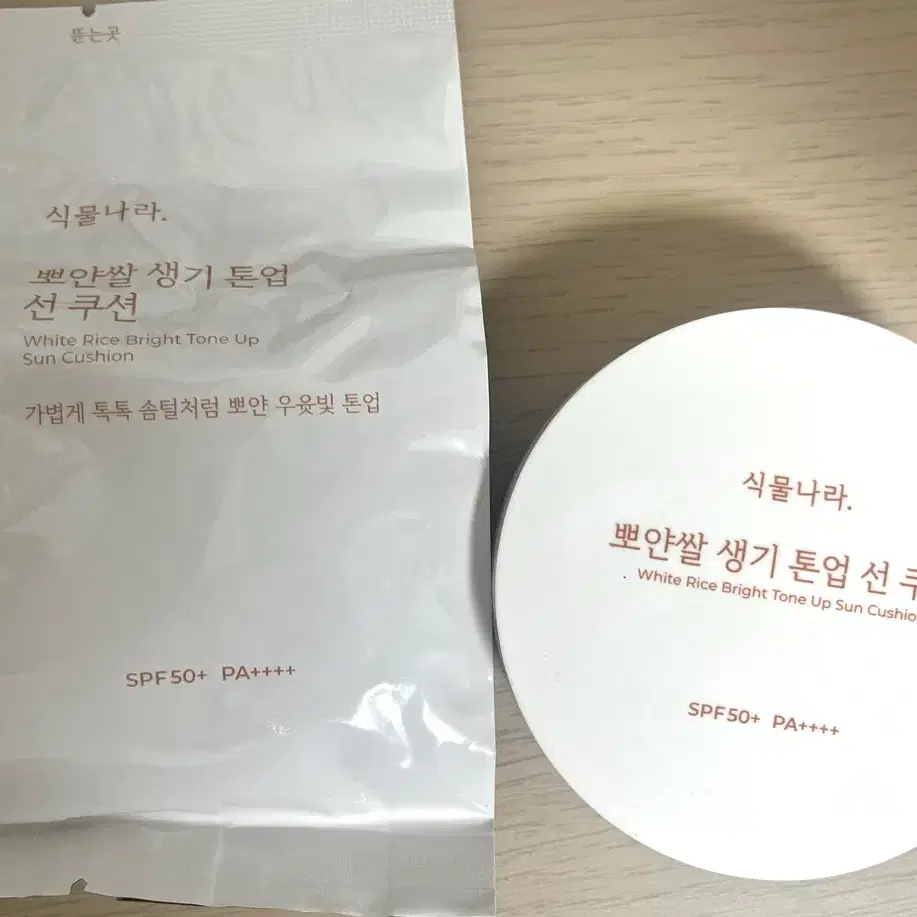 뜯는곳
식물나라.
뽀얀쌀 생기 톤업
선 쿠션
White Rice Bright Tone Up
Sun Cushion
가볍게 톡톡 솜털처럼 뽀얀 우윳빛 톤업
SPF50+ PA++++
식물나라.
뽀얀쌀 생기 톤업 선
White Rice Bright Tone Up Sun Cushio
SPF50+ PA++++